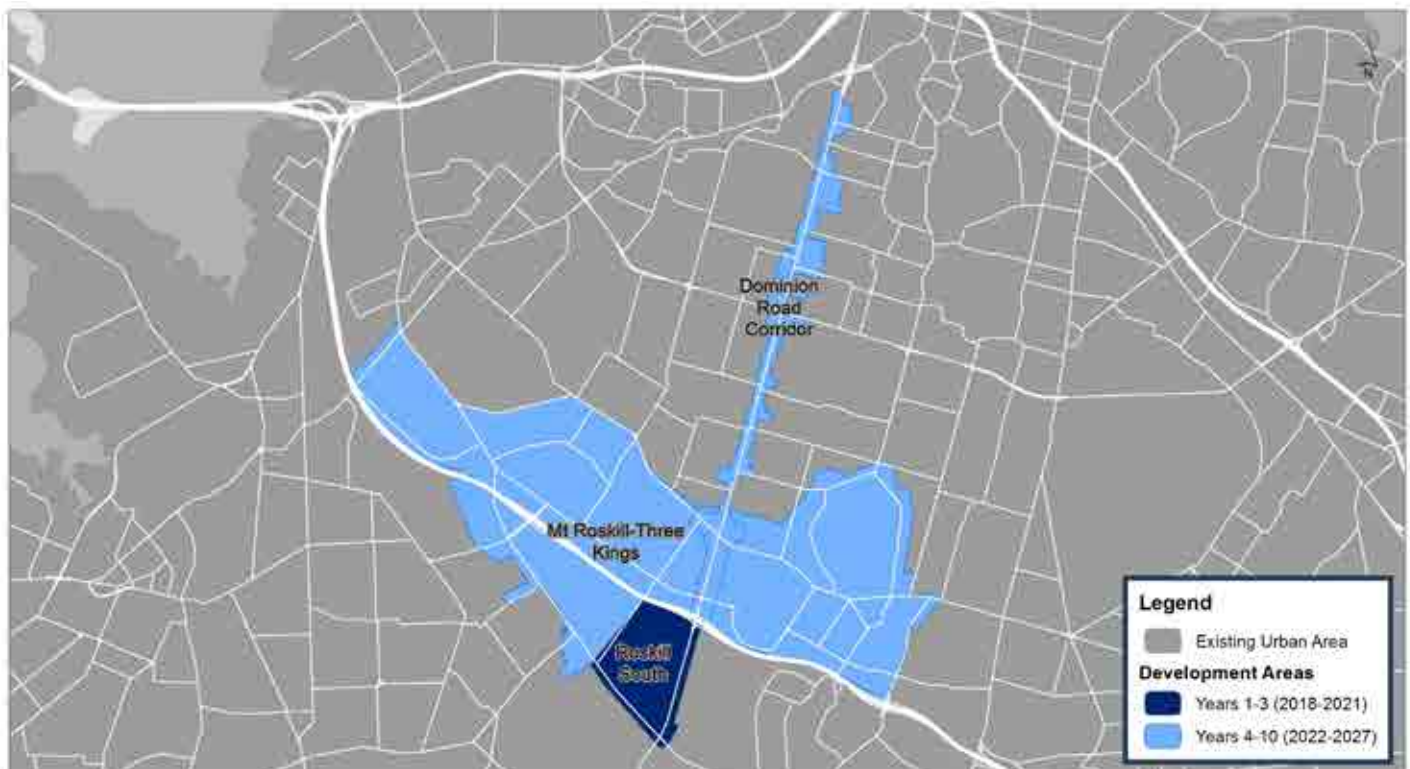 Dominion
Road
Corridor
Mt Roskill-Three
Kings
Roskill
South
Legend
Existing Urban Area
Development Areas
Years 1-3 (2018-2021)
Years 4-10 (2022-2027)